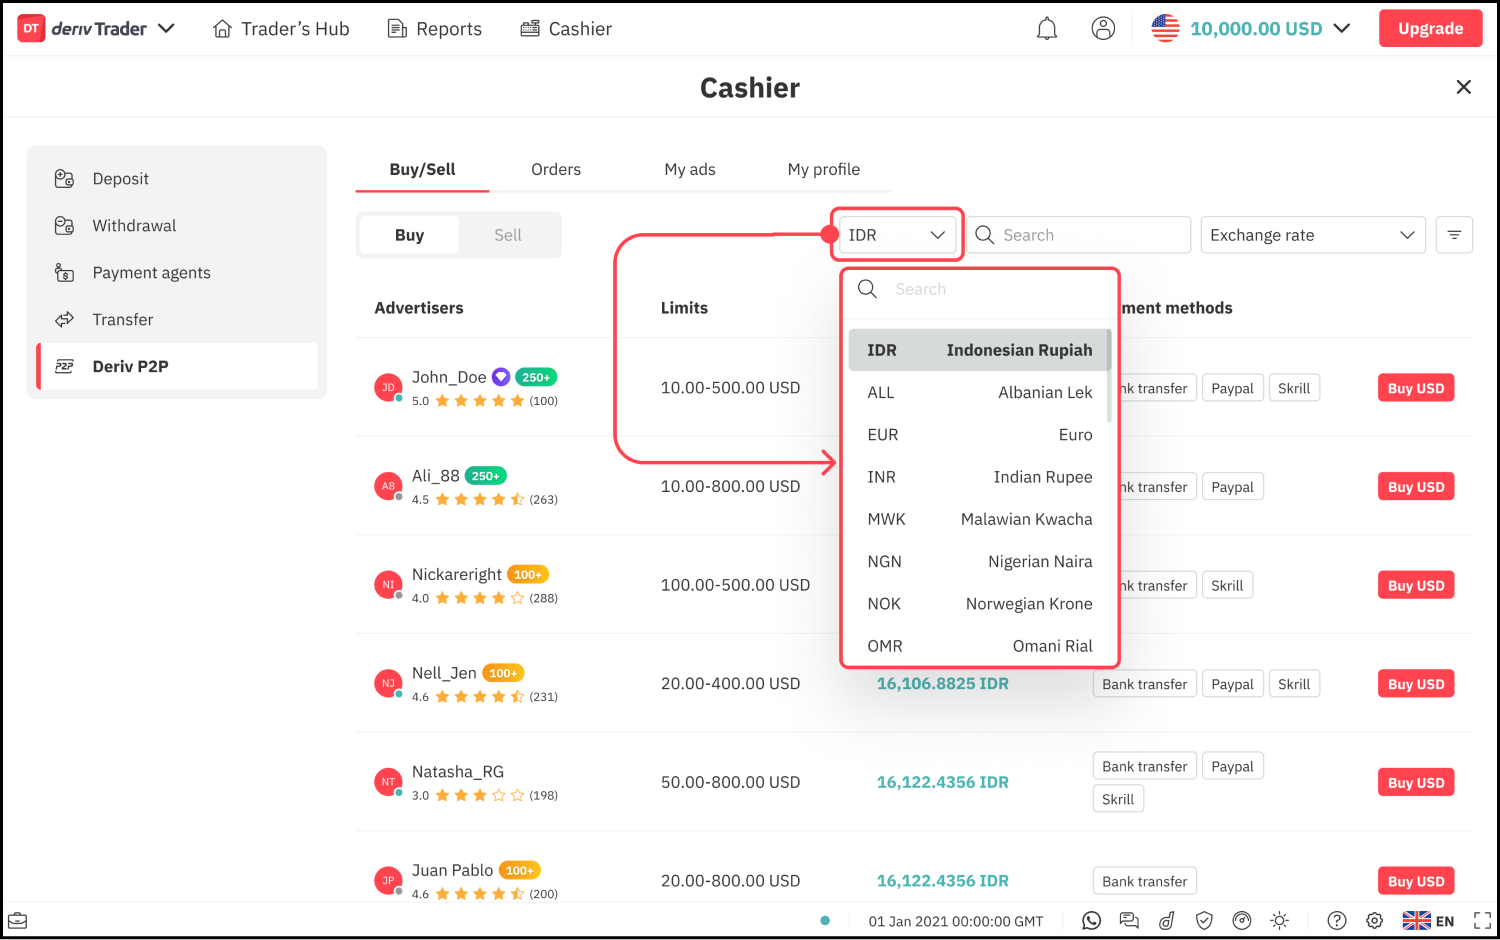 DT deriv Trader Trader's Hub Reports Cashier 10,000.00 USD Upgrade
Cashier
Deposit
Withdrawal
Payment agents
Transfer
P2P Deriv P2P
Buy/Sell Orders My ads My profile
Buy Sell IDR Search Exchange rate
Search
Advertisers Limits ment methods
IDR Indonesian Rupiah
ALL Albanian Lek
EUR Euro
INR Indian Rupee
MWK Malawian Kwacha
NGN Nigerian Naira
NOK Norwegian Krone
OMR Omani Rial
JD John_Doe 250+
5.0 (100)
10.00-500.00 USD nk transfer Paypal Skrill Buy USD
A8 Ali_88 250+
4.5 (263)
10.00-800.00 USD nk transfer Paypal Buy USD
NI Nickareright 100+
4.0 (288)
100.00-500.00 USD nk transfer Skrill Buy USD
NJ Nell_Jen 100+
4.6 (231)
20.00-400.00 USD 16,106.8825 IDR Bank transfer Paypal Skrill Buy USD
NT Natasha_RG
3.0 (198)
50.00-800.00 USD 16,122.4356 IDR Bank transfer Paypal
Skrill
Buy USD
JP Juan Pablo 100+
4.6 (200)
20.00-800.00 USD 16,122.4356 IDR Bank transfer Buy USD
01 Jan 2021 00:00:00 GMT EN